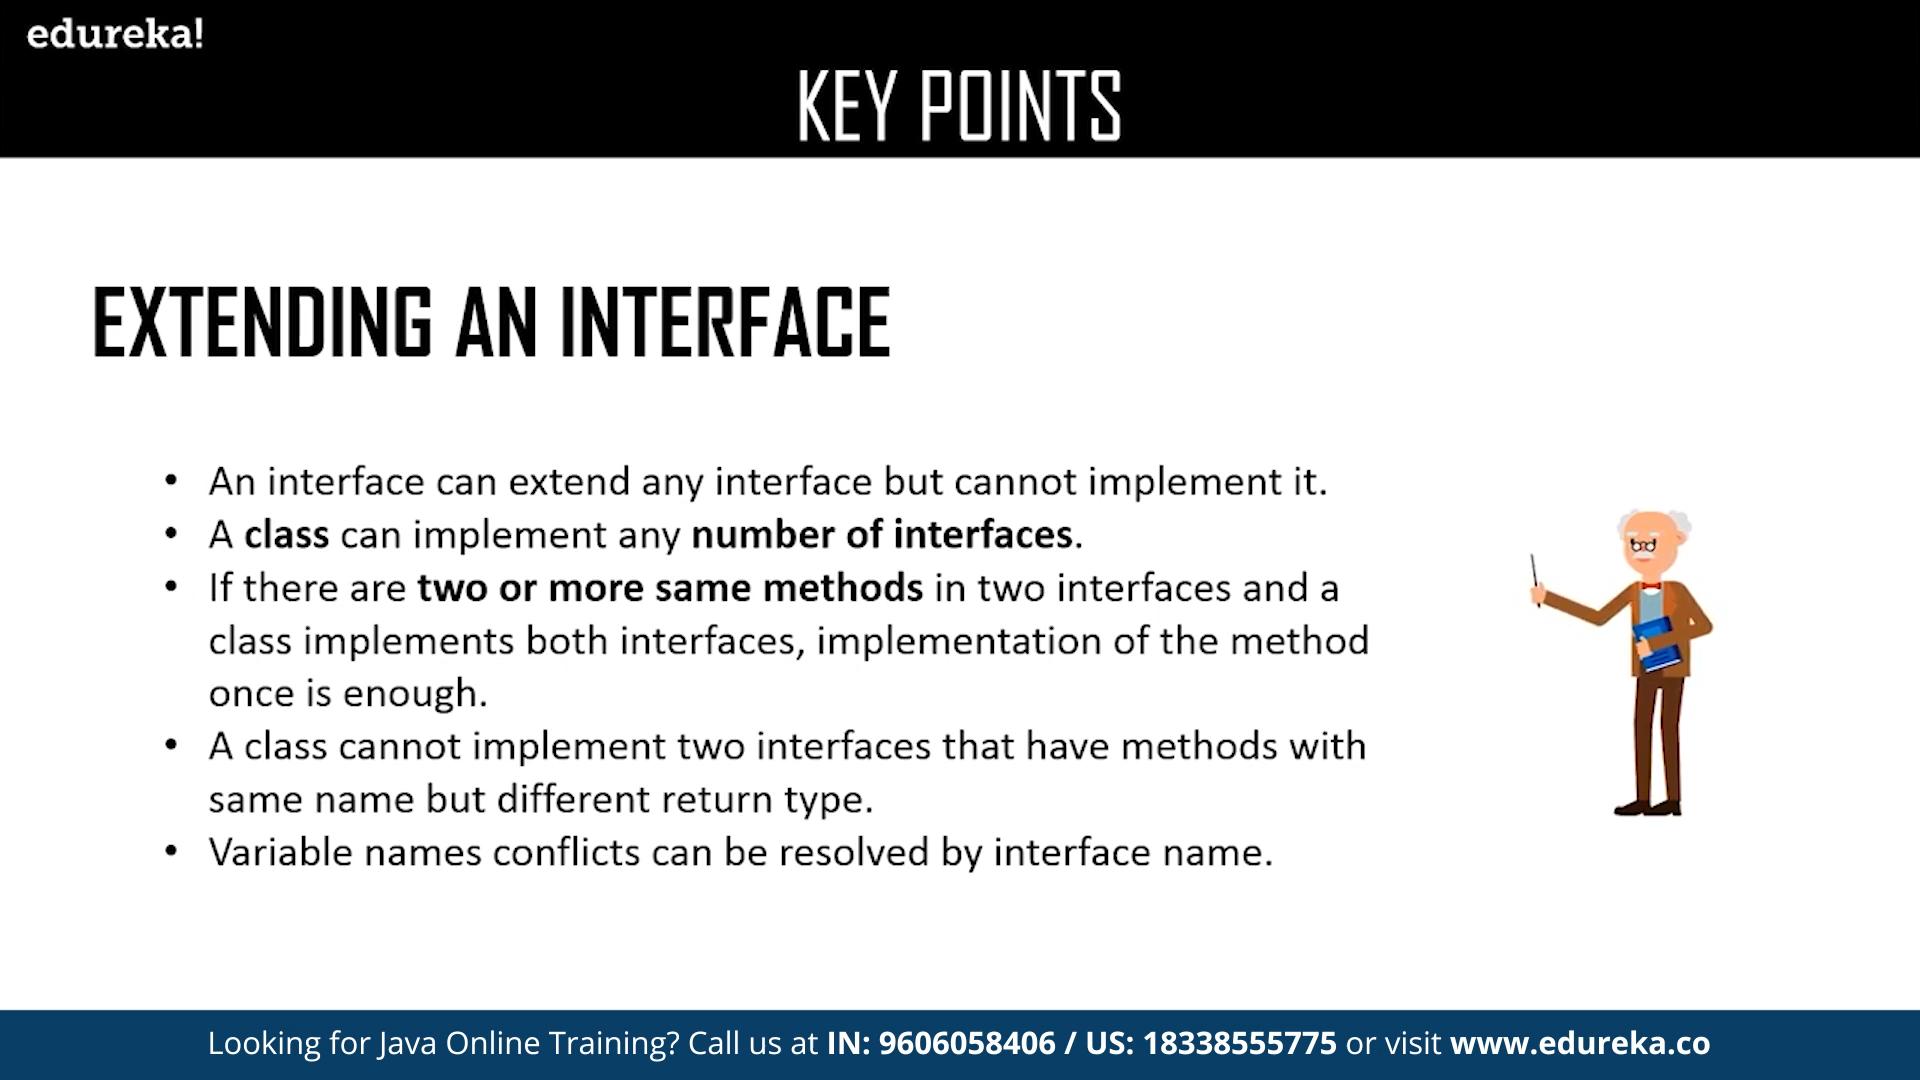 edureka!
KEY POINTS
EXTENDING AN INTERFACE
• An interface can extend any interface but cannot implement it.
• A class can implement any number of interfaces.
• If there are two or more same methods in two interfaces and a
class implements both interfaces, implementation of the method
once is enough.
• A class cannot implement two interfaces that have methods with
same name but different return type.
• Variable names conflicts can be resolved by interface name.
Looking for Java Online Training? Call us at IN: 9606058406 / US: 18338555775 or visit www.edureka.co